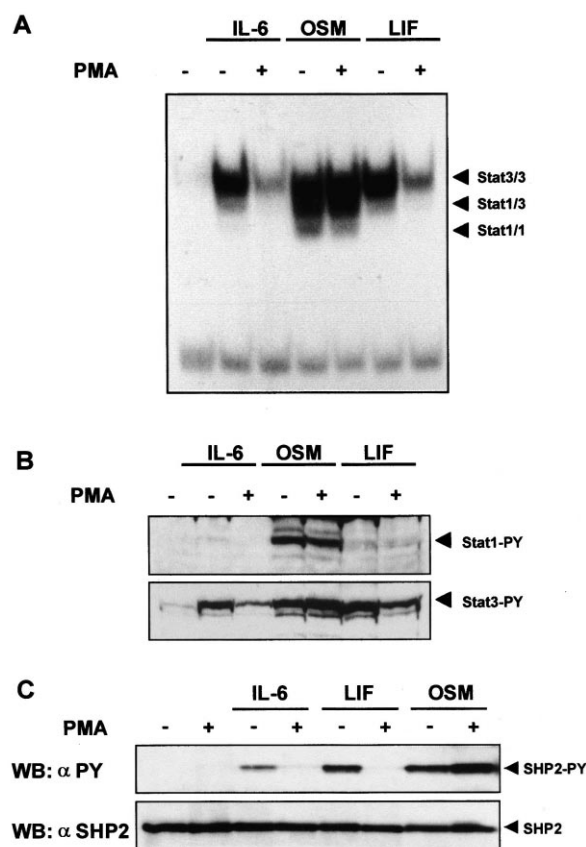 A
IL-6 OSM LIF
PMA - - + - + - +
Stat3/3
Stat1/3
Stat1/1
B
IL-6 OSM LIF
PMA - - + - + - +
Stat1-PY
Stat3-PY
C
IL-6 LIF OSM
PMA - + - + - + - +
WB: α PY SHP2-PY
WB: α SHP2 SHP2